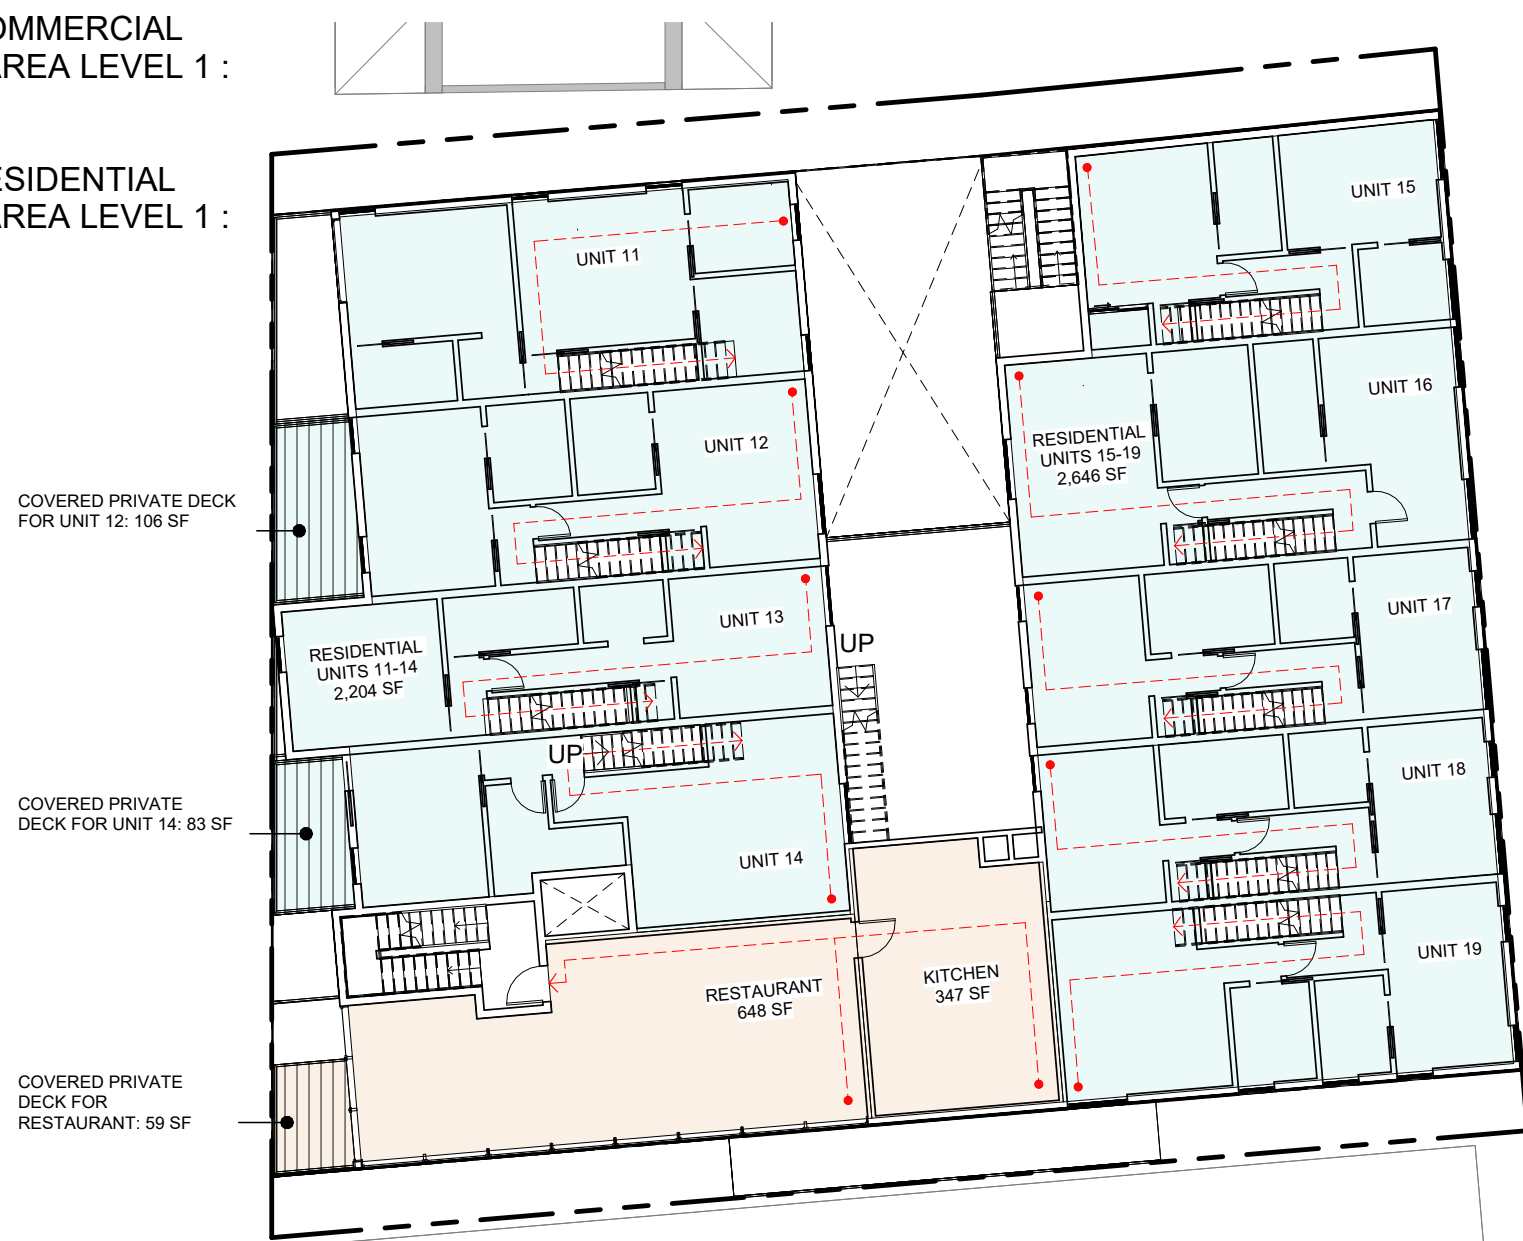 OMMERCIAL
AREA LEVEL 1 :
ESIDENTIAL
AREA LEVEL 1 :
UNIT 11
UNIT 12
UNIT 13
RESIDENTIAL
UNITS 11-14
2,204 SF
UP
UNIT 14
UP
UNIT 15
UNIT 16
RESIDENTIAL
UNITS 15-19
2,646 SF
UNIT 17
UNIT 18
UNIT 19
COVERED PRIVATE DECK
FOR UNIT 12: 106 SF
COVERED PRIVATE
DECK FOR UNIT 14: 83 SF
COVERED PRIVATE
DECK FOR
RESTAURANT: 59 SF
RESTAURANT
648 SF
KITCHEN
347 SF